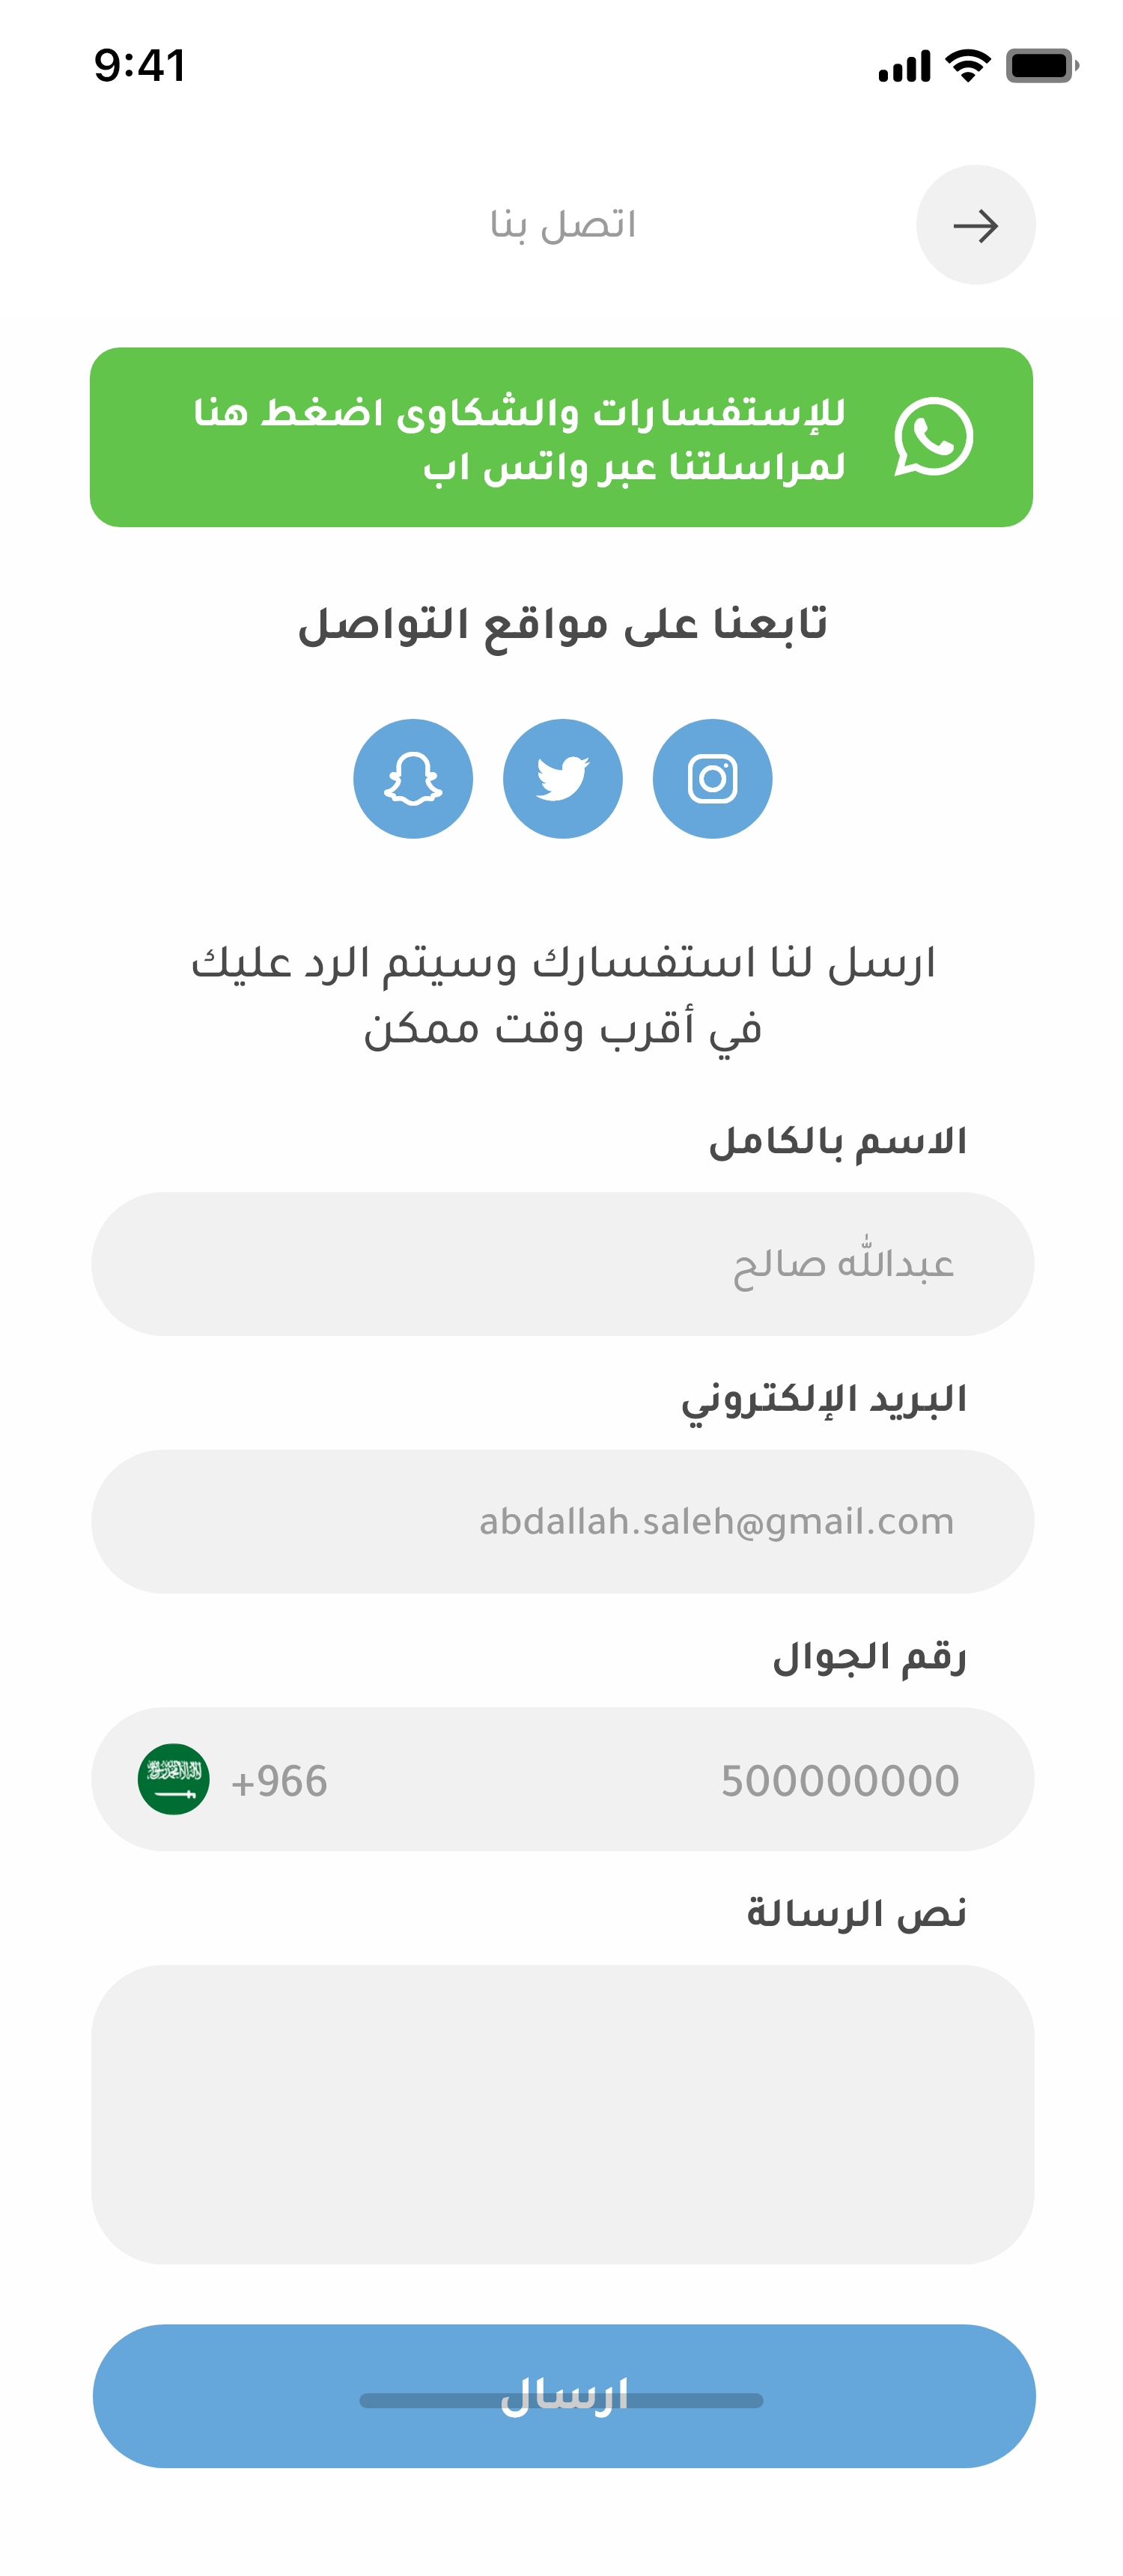 9:41
اتصل بنا
للإستفسارات والشكاوى اضغط هنا
لمراسلتنا عبر واتس اب
تابعنا على مواقع التواصل
ارسل لنا استفسارك وسيتم الرد عليك
في أقرب وقت ممكن
الاسم بالكامل
عبدالله صالح
البريد الإلكتروني
abdallah.saleh@gmail.com
رقم الجوال
+966 500000000
نص الرسالة
ارسال